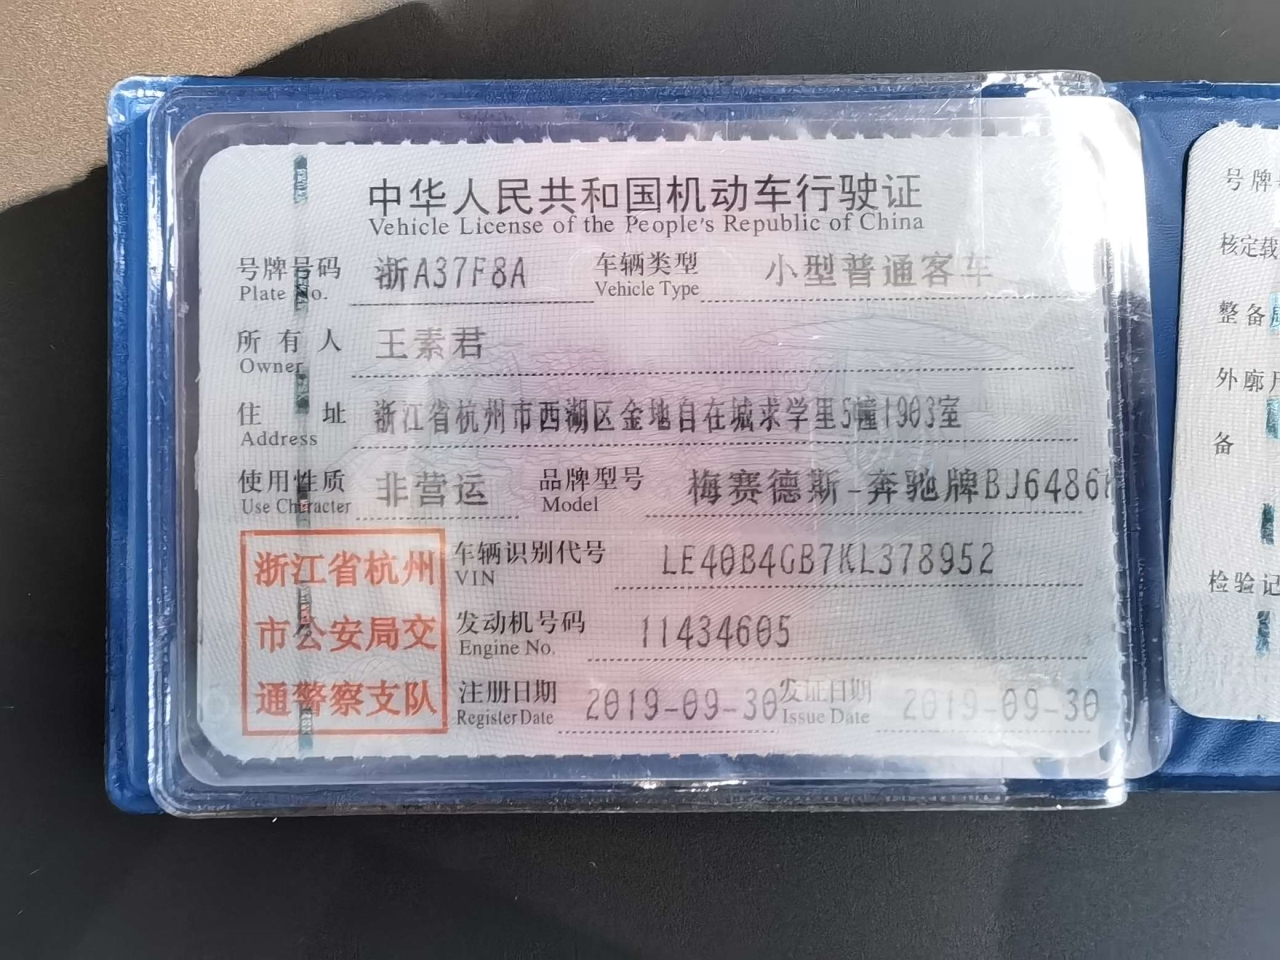 中华人民共和国机动车行驶证
Vehicle License of the People's Republic of China
号牌号码 浙A37F8A 车辆类型 小型普通客车
Plate No. Vehicle Type
所有人 王素君
Owner
住址 浙江省杭州市西湖区金地自在城求学里5幢1903室
Address
使用性质 非营运 品牌型号 梅赛德斯-奔驰牌BJ6486
Use Character Model
浙江省杭州
市公安局交
通警察支队
车辆识别代号 LE40B4GB7KL378952
VIN
发动机号码 11434605
Engine No.
注册日期 2019-09-30 发证日期 2019-09-30
Register Date Issue Date
号牌
核定载
整备
外廓
备
检验记